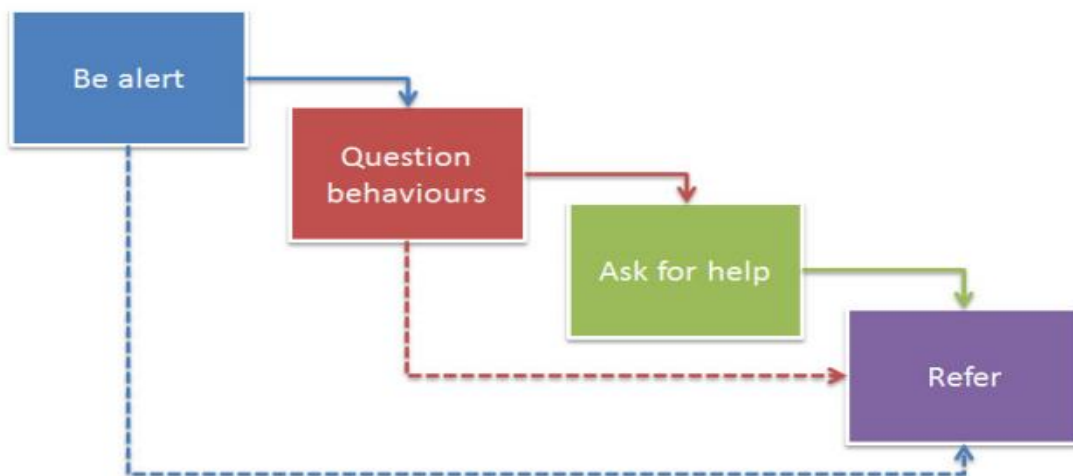 Be alert
Question
behaviours
Ask for help
Refer